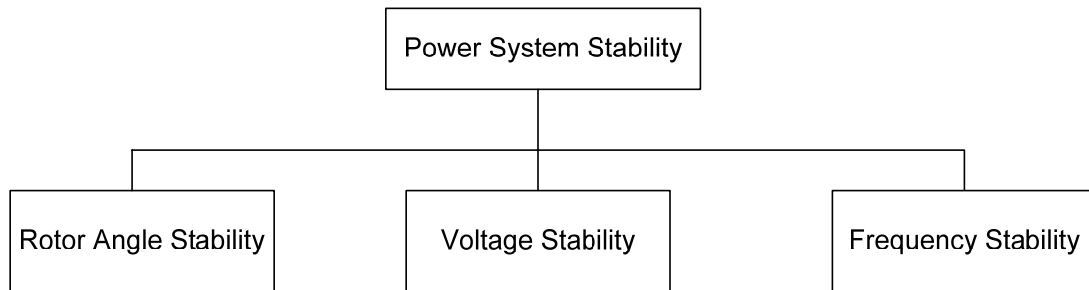 Power System Stability
Rotor Angle Stability
Voltage Stability
Frequency Stability